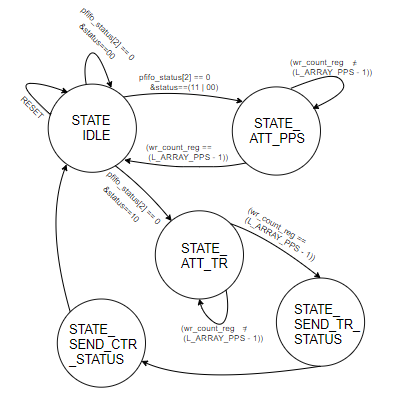 pfifo_status[2] == 0
&status==00
RESET
STATE
IDLE
pfifo_status[2] == 0
&status==(11 | 00)
(wr_count_reg ≠
(L_ARRAY_PPS - 1))
STATE_
ATT_PPS
(wr_count_reg ==
(L_ARRAY_PPS - 1))
pfifo_status[2] == 0
&status==10
STATE_
ATT_TR
(wr_count_reg ==
(L_ARRAY_PPS - 1))
(wr_count_reg ≠
(L_ARRAY_PPS - 1))
STATE_
SEND_TR_
STATUS
STATE_
SEND_CTR
_STATUS